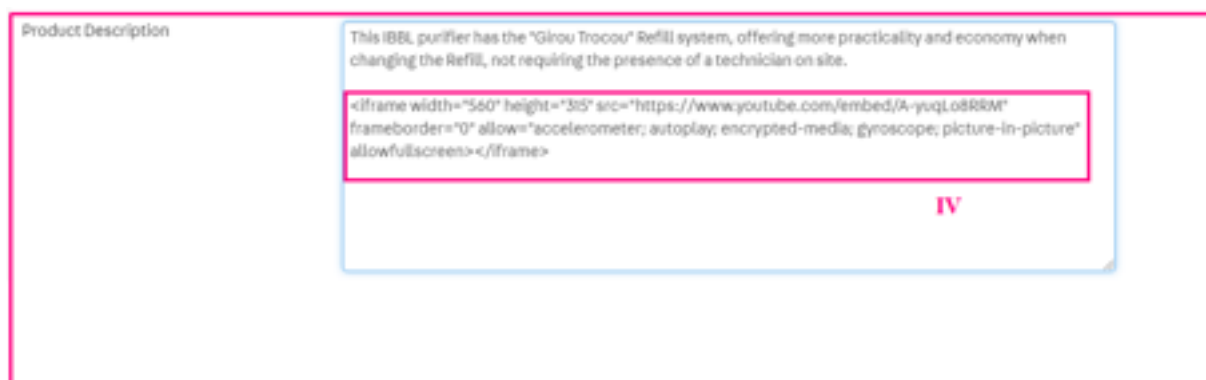 Product Description
This IBBL purifier has the "Girou Trocou" Refill system, offering more practicality and economy when
changing the Refill, not requiring the presence of a technician on site.
<iframe width="560" height="315" src="https://www.youtube.com/embed/A-yuqLo8RRM"
frameborder="0" allow="accelerometer; autoplay; encrypted-media; gyroscope; picture-in-picture"
allowfullscreen></iframe>
IV